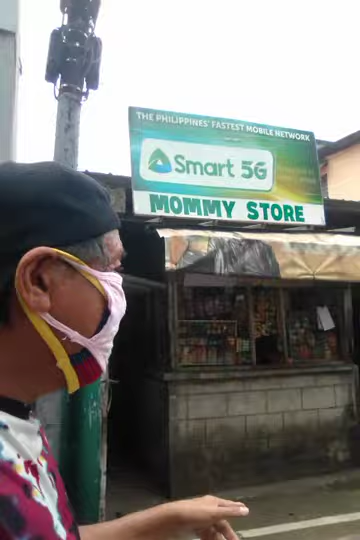 THE PHILIPPINES' FASTEST MOBILE NETWORK
Smart 5G
MOMMY STORE